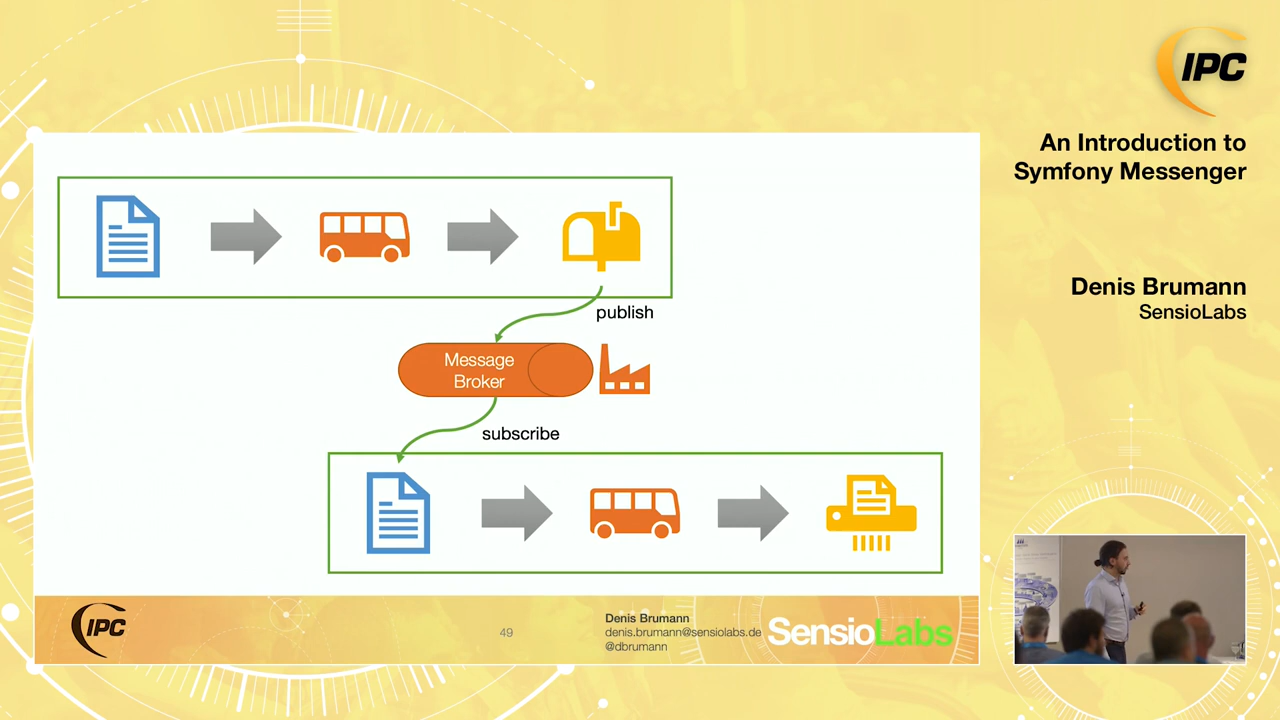 IPC
An Introduction to
Symfony Messenger
Denis Brumann
SensioLabs
publish
Message
Broker
subscribe
IPC
49
Denis Brumann
denis.brumann@sensiolabs.de
@dbrumann
SensioLabs